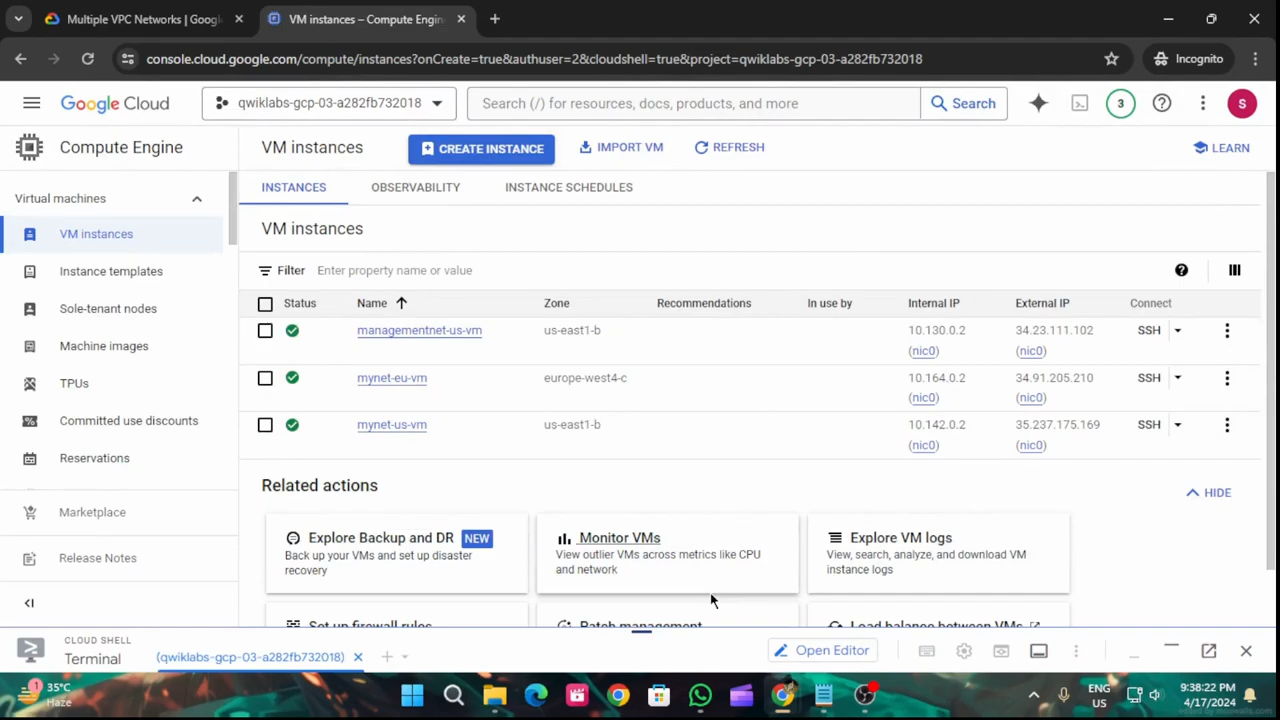 Multiple VPC Networks | Googl
VM instances – Compute Engin
console.cloud.google.com/compute/instances?onCreate=true&authuser=2&cloudshell=true&project=qwiklabs-gcp-03-a282fb732018
Incognito
Google Cloud
qwiklabs-gcp-03-a282fb732018
Search (/) for resources, docs, products, and more
Search
3
S
Compute Engine
VM instances
CREATE INSTANCE
IMPORT VM
REFRESH
LEARN
Virtual machines
VM instances
Instance templates
Sole-tenant nodes
Machine images
TPUs
Committed use discounts
Reservations
Marketplace
Release Notes
INSTANCES
OBSERVABILITY
INSTANCE SCHEDULES
VM instances
Filter Enter property name or value
Status Name Zone Recommendations In use by Internal IP External IP Connect
managementnet-us-vm us-east1-b 10.130.0.2 34.23.111.102 SSH
(nic0) (nic0)
mynet-eu-vm europe-west4-c 10.164.0.2 34.91.205.210 SSH
(nic0) (nic0)
mynet-us-vm us-east1-b 10.142.0.2 35.237.175.169 SSH
(nic0) (nic0)
Related actions
HIDE
Explore Backup and DR NEW
Back up your VMs and set up disaster
recovery
Monitor VMs
View outlier VMs across metrics like CPU
and network
Explore VM logs
View, search, analyze, and download VM
instance logs
Set up firewall rules
Patch management
Load balance between VMs
CLOUD SHELL
Terminal
(qwiklabs-gcp-03-a282fb732018)
Open Editor
1
35°C
Haze
ENG
US
9:38:22 PM
4/17/2024